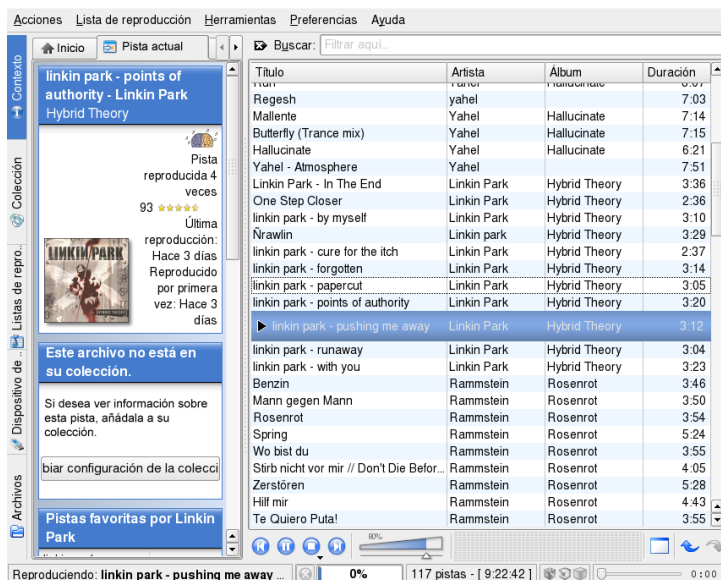 Acciones Lista de reproducción Herramientas Preferencias Ayuda
Contexto
Colección
Listas de repro..
Dispositivo de ..
Archivos
Inicio Pista actual
linkin park - points of
authority - Linkin Park
Hybrid Theory
Pista
reproducida 4
veces
93
Última
reproducción:
Hace 3 días
Reproducido
por primera
vez: Hace 3
días
LINKIN PARK
Este archivo no está en
su colección.
Si desea ver información sobre
esta pista, añádala a su
colección.
biar configuración de la colecci
Pistas favoritas por Linkin
Park
Buscar: Filtrar aquí...
Título Artista Álbum Duración
Regesh yahel 7:03
Mallente Yahel Hallucinate 7:14
Butterfly (Trance mix) Yahel Hallucinate 7:15
Hallucinate Yahel Hallucinate 6:21
Yahel - Atmosphere Yahel 7:51
Linkin Park - In The End Linkin Park Hybrid Theory 3:36
One Step Closer Linkin Park Hybrid Theory 2:36
linkin park - by myself Linkin Park Hybrid Theory 3:10
Ñrawlin Linkin park Hybrid Theory 3:29
linkin park - cure for the itch Linkin Park Hybrid Theory 2:37
linkin park - forgotten Linkin Park Hybrid Theory 3:14
linkin park - papercut Linkin Park Hybrid Theory 3:05
linkin park - points of authority Linkin Park Hybrid Theory 3:20
linkin park - pushing me away Linkin Park Hybrid Theory 3:12
linkin park - runaway Linkin Park Hybrid Theory 3:04
linkin park - with you Linkin Park Hybrid Theory 3:23
Benzin Rammstein Rosenrot 3:46
Mann gegen Mann Rammstein Rosenrot 3:50
Rosenrot Rammstein Rosenrot 3:54
Spring Rammstein Rosenrot 5:24
Wo bist du Rammstein Rosenrot 3:55
Stirb nicht vor mir // Don't Die Befor... Rammstein Rosenrot 4:05
Zerstören Rammstein Rosenrot 5:28
Hilf mir Rammstein Rosenrot 4:43
Te Quiero Puta! Rammstein Rosenrot 3:55
80%
Reproduciendo: linkin park - pushing me away ... 0% 117 pistas - [ 9:22:42 ] 0:00